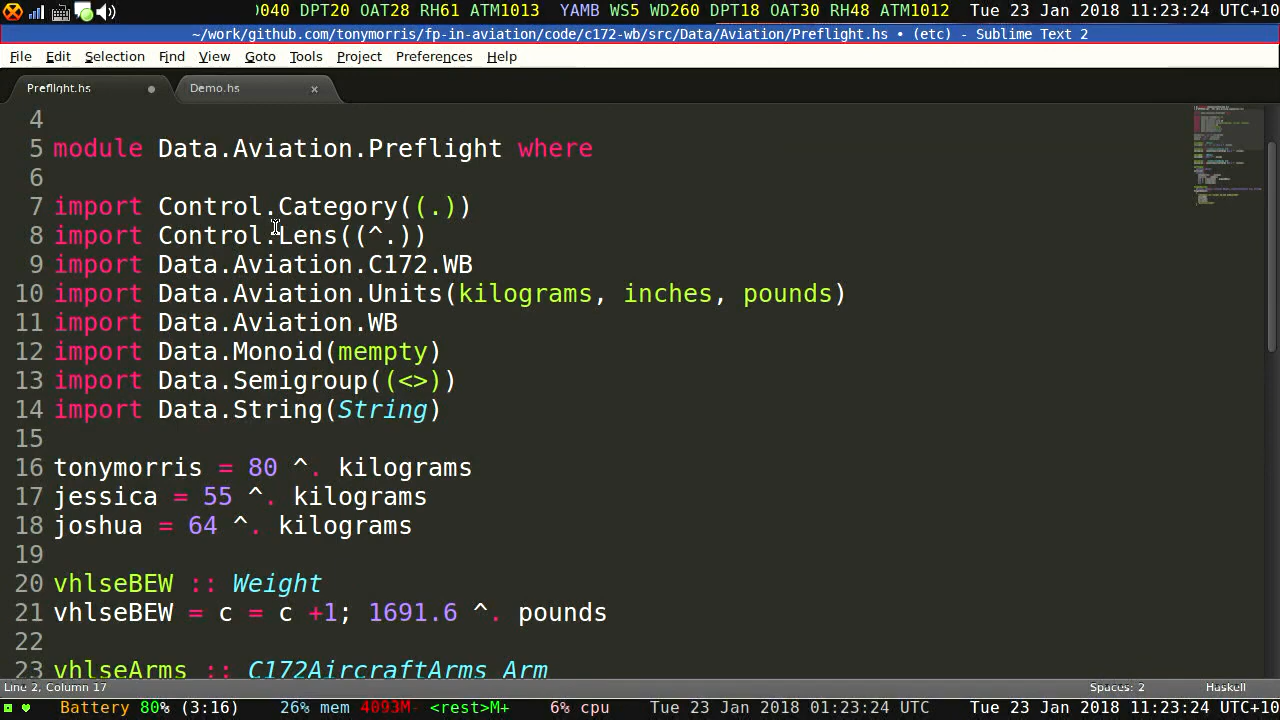 040 DPT20 OAT28 RH61 ATM1013 YAMB WS5 WD260 DPT18 OAT30 RH48 ATM1012 Tue 23 Jan 2018 11:23:24 UTC+10
~/work/github.com/tonymorris/fp-in-aviation/code/c172-wb/src/Data/Aviation/Preflight.hs • (etc) - Sublime Text 2
File Edit Selection Find View Goto Tools Project Preferences Help
Preflight.hs • Demo.hs ×
4
5 module Data.Aviation.Preflight where
6
7 import Control.Category((.))
8 import Control.Lens((^.))
9 import Data.Aviation.C172.WB
10 import Data.Aviation.Units(kilograms, inches, pounds)
11 import Data.Aviation.WB
12 import Data.Monoid(mempty)
13 import Data.Semigroup((<>))
14 import Data.String(String)
15
16 tonymorris = 80 ^. kilograms
17 jessica = 55 ^. kilograms
18 joshua = 64 ^. kilograms
19
20 vhlseBEW :: Weight
21 vhlseBEW = c = c +1; 1691.6 ^. pounds
22
23 vhlseArms :: C172AircraftArms Arm
Line 2, Column 17 Spaces: 2 Haskell
Battery 80% (3:16) 26% mem 4093M- <rest>M+ 6% cpu Tue 23 Jan 2018 01:23:24 UTC Tue 23 Jan 2018 11:23:24 UTC+10